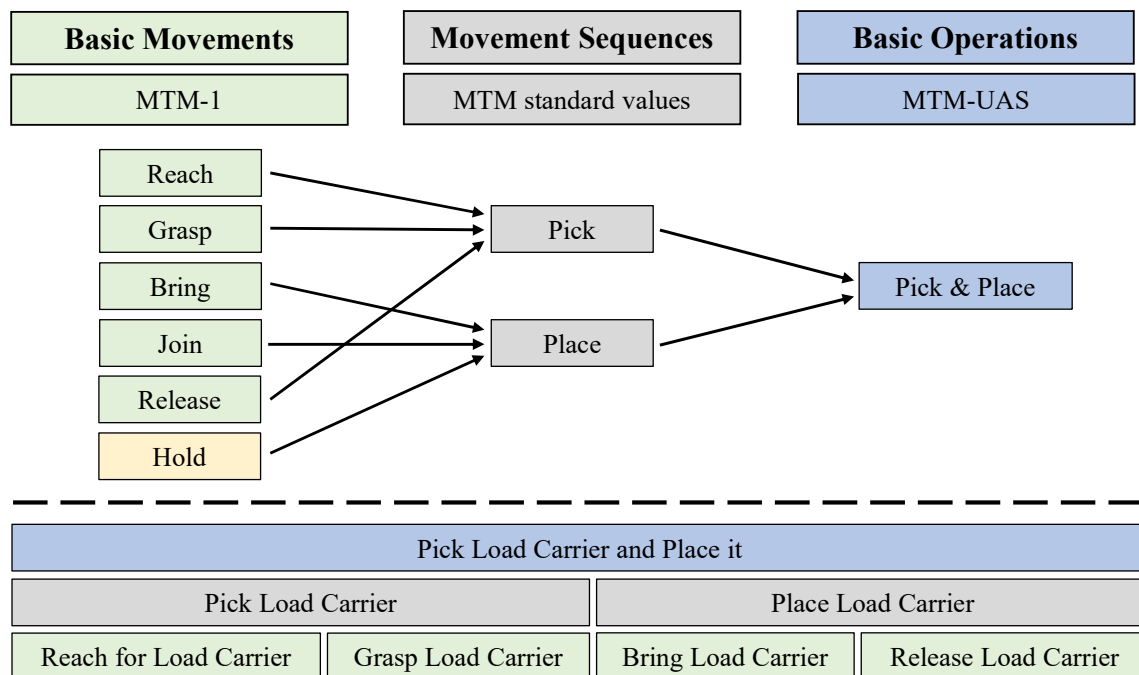 Basic Movements
Movement Sequences
Basic Operations
MTM-1
MTM standard values
MTM-UAS
Reach
Grasp
Bring
Join
Release
Hold
Pick
Place
Pick & Place
Pick Load Carrier and Place it
Pick Load Carrier
Place Load Carrier
Reach for Load Carrier
Grasp Load Carrier
Bring Load Carrier
Release Load Carrier